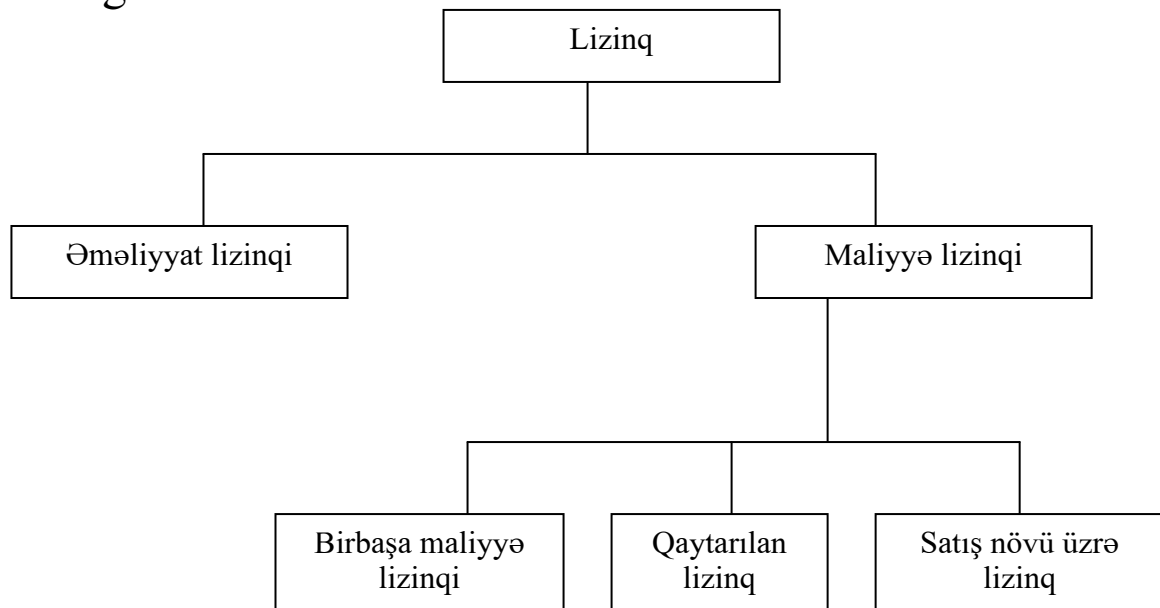 Lizinq
Əməliyyat lizinqi
Maliyyə lizinqi
Birbaşa maliyyə
lizinqi
Qaytarılan
lizinq
Satış növü üzrə
lizinq